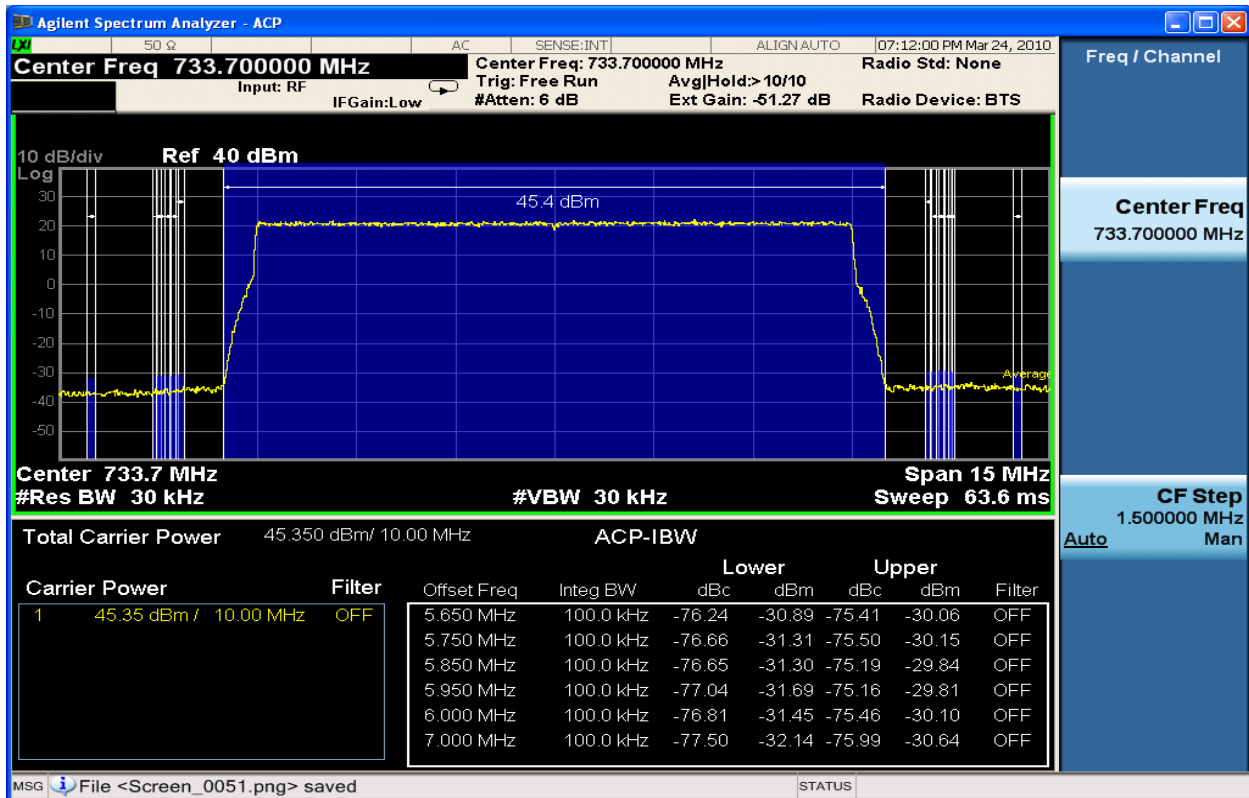 Agilent Spectrum Analyzer - ACP
LXI 50 Ω AC SENSE:INT ALIGN AUTO 07:12:00 PM Mar 24, 2010
Center Freq 733.700000 MHz
Input: RF
IFGain:Low
Center Freq: 733.700000 MHz
Trig: Free Run Avg|Hold:>10/10
#Atten: 6 dB Ext Gain: -51.27 dB
Radio Std: None
Radio Device: BTS
10 dB/div Ref 40 dBm
Log
30
20
10
0
-10
-20
-30
-40
-50
45.4 dBm
Average
Center 733.7 MHz Span 15 MHz
#Res BW 30 kHz #VBW 30 kHz Sweep 63.6 ms
Total Carrier Power 45.350 dBm/ 10.00 MHz ACP-IBW
Lower Upper
Carrier Power Filter Offset Freq Integ BW dBc dBm dBc dBm Filter
1 45.35 dBm / 10.00 MHz OFF 5.650 MHz 100.0 kHz -76.24 -30.89 -75.41 -30.06 OFF
5.750 MHz 100.0 kHz -76.66 -31.31 -75.50 -30.15 OFF
5.850 MHz 100.0 kHz -76.65 -31.30 -75.19 -29.84 OFF
5.950 MHz 100.0 kHz -77.04 -31.69 -75.16 -29.81 OFF
6.000 MHz 100.0 kHz -76.81 -31.45 -75.46 -30.10 OFF
7.000 MHz 100.0 kHz -77.50 -32.14 -75.99 -30.64 OFF
MSG File <Screen_0051.png> saved STATUS
Freq / Channel
Center Freq
733.700000 MHz
CF Step
1.500000 MHz
Auto Man